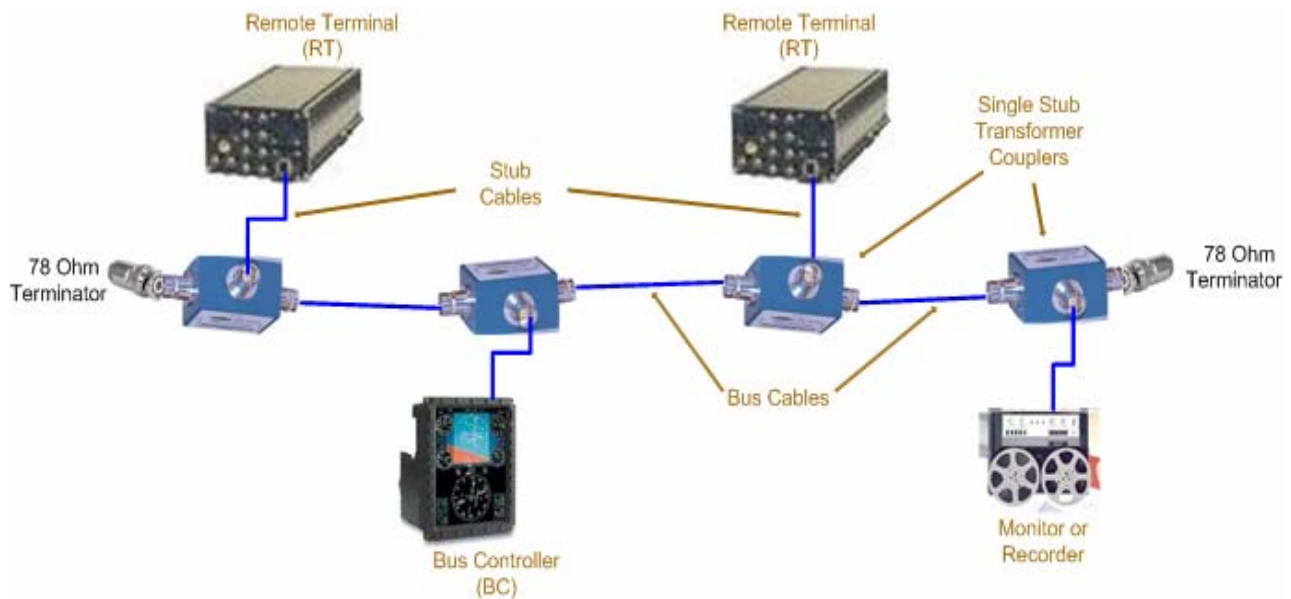 Remote Terminal
(RT)
Remote Terminal
(RT)
Single Stub
Transformer
Couplers
Stub
Cables
78 Ohm
Terminator
78 Ohm
Terminator
Bus Cables
Bus Controller
(BC)
Monitor or
Recorder